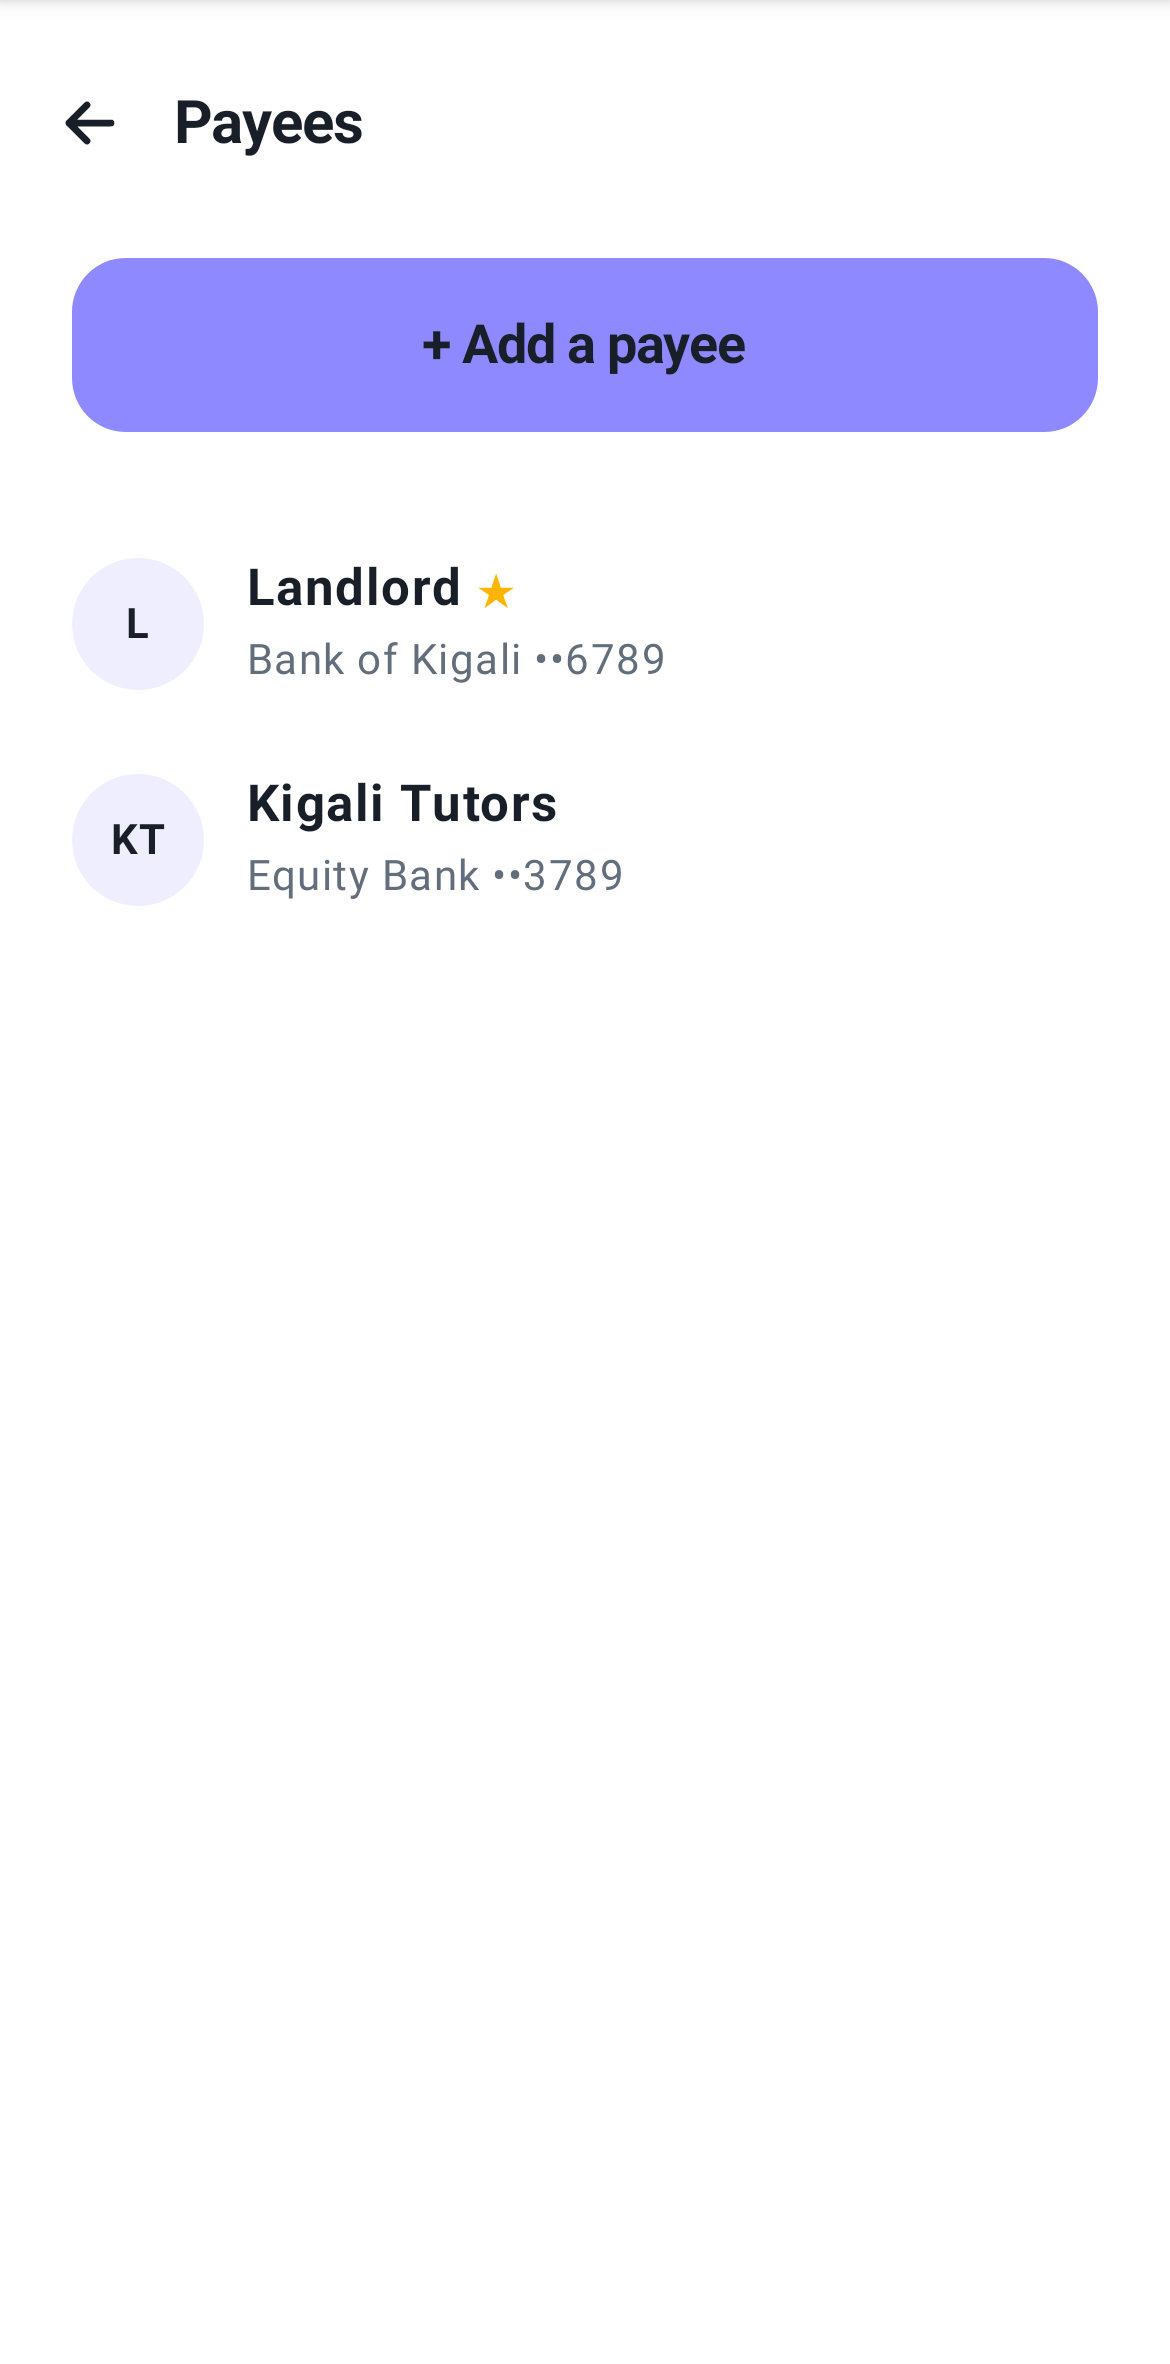 Payees
+ Add a payee
L
Landlord ★
Bank of Kigali ••6789
KT
Kigali Tutors
Equity Bank ••3789